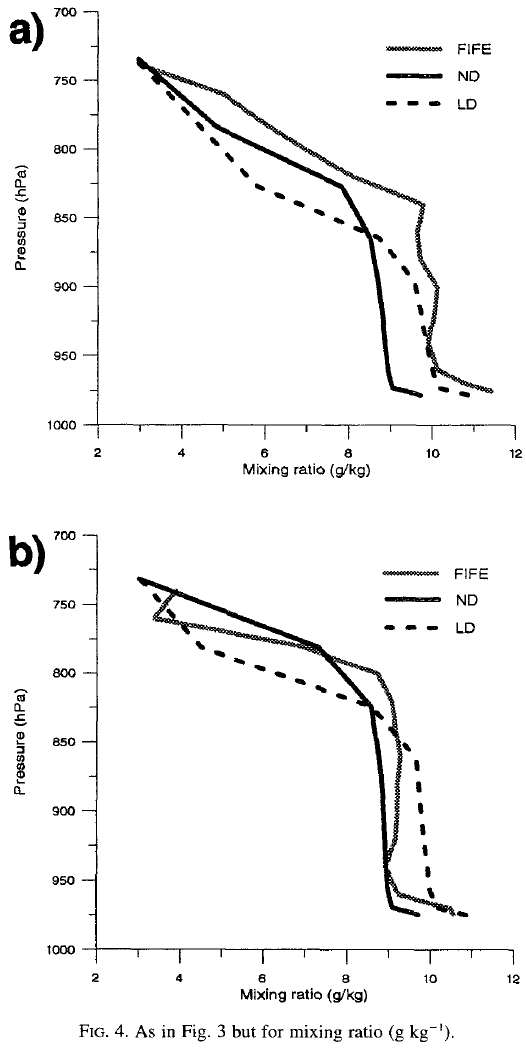 a)
700
750
800
850
900
950
1000
Pressure (hPa)
FIFE
ND
LD
2 4 6 8 10 12
Mixing ratio (g/kg)
b)
700
750
800
850
900
950
1000
Pressure (hPa)
FIFE
ND
LD
2 4 6 8 10 12
Mixing ratio (g/kg)
FIG. 4. As in Fig. 3 but for mixing ratio (g kg⁻¹).